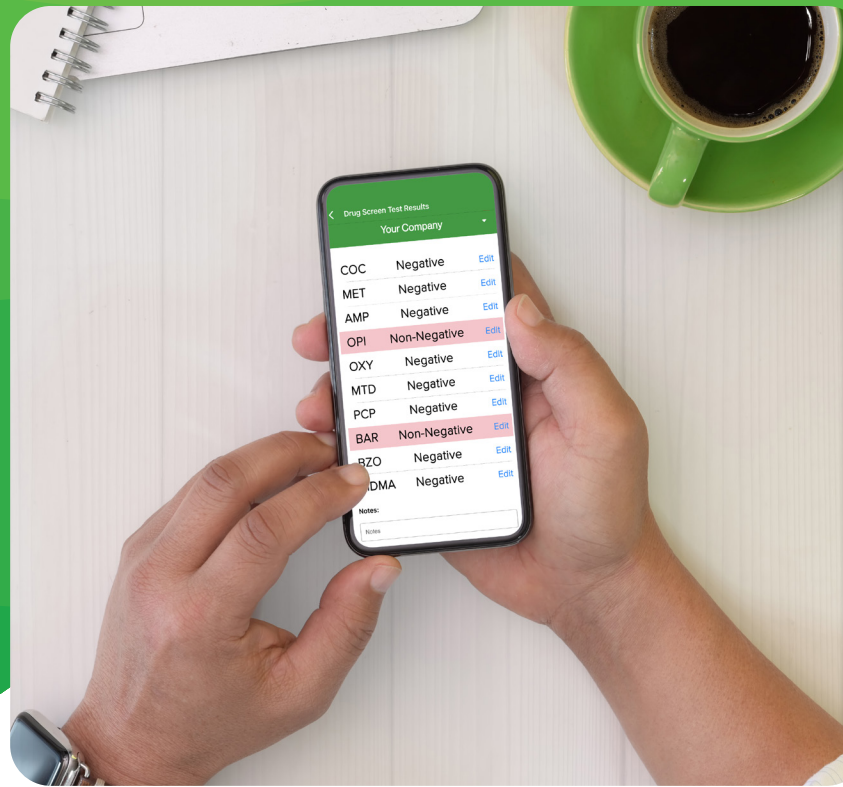 Drug Screen Test Results
Your Company
COC Negative Edit
MET Negative Edit
AMP Negative Edit
OPI Non-Negative Edit
OXY Negative Edit
MTD Negative Edit
PCP Negative Edit
BAR Non-Negative Edit
BZO Negative Edit
DMA Negative Edit
Notes:
Notes